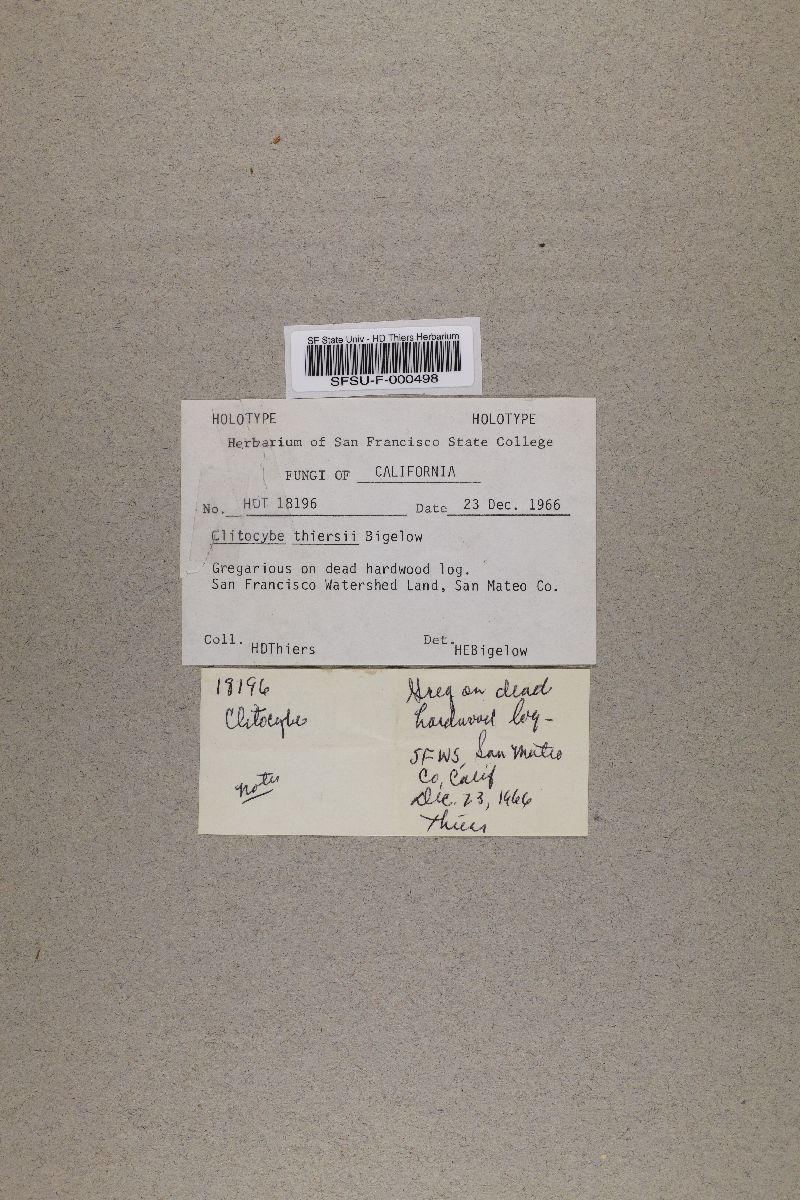 SF State Univ - HD Thiers Herbarium
SFSU-F-000498
HOLOTYPE HOLOTYPE
Herbarium of San Francisco State College
FUNGI OF CALIFORNIA
No. HDT 18196 Date 23 Dec. 1966
Clitocybe thiersii Bigelow
Gregarious on dead hardwood log.
San Francisco Watershed Land, San Mateo Co.
Coll. HDThiers Det. HEBigelow
18196
Clitocybe
notes
Greg on dead
hardwood log-
SFWS, San Mateo
Co, Calif
Dec. 23, 1966
Thiers